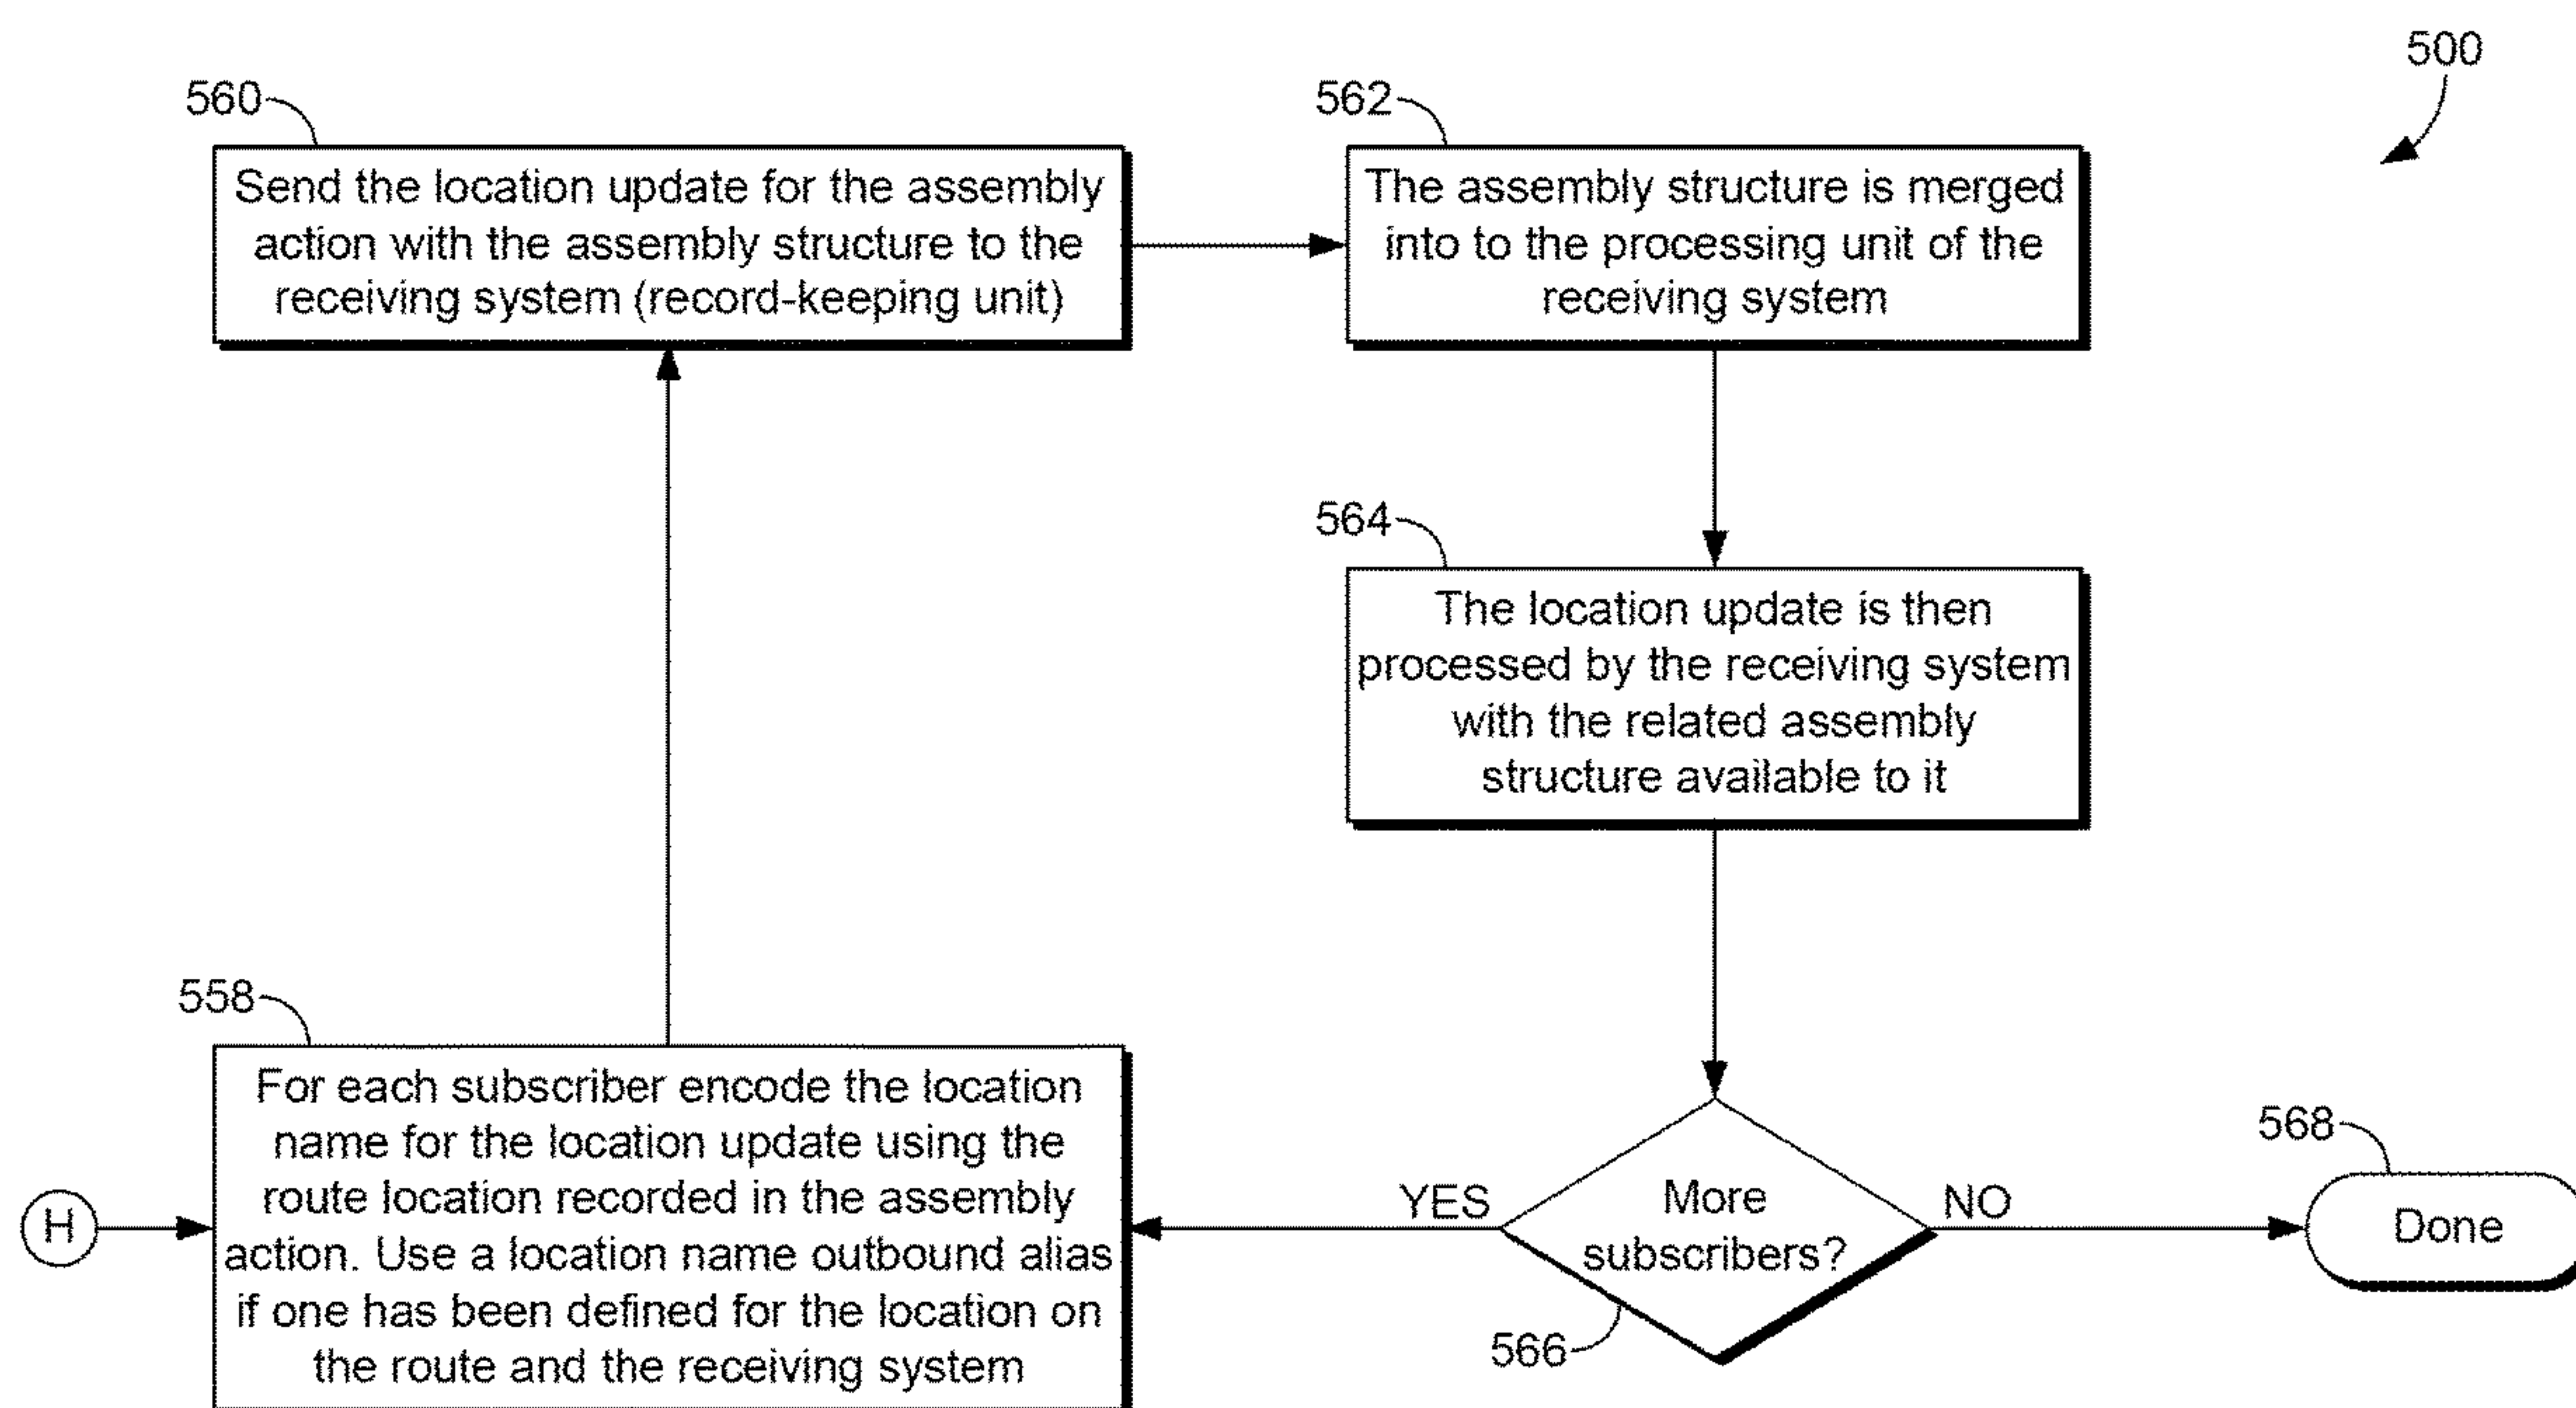 500
560
Send the location update for the assembly
action with the assembly structure to the
receiving system (record-keeping unit)
562
The assembly structure is merged
into to the processing unit of the
receiving system
564
The location update is then
processed by the receiving system
with the related assembly
structure available to it
558
For each subscriber encode the location
name for the location update using the
route location recorded in the assembly
action. Use a location name outbound alias
if one has been defined for the location on
the route and the receiving system
H
YES
More
subscribers?
NO
566
568
Done